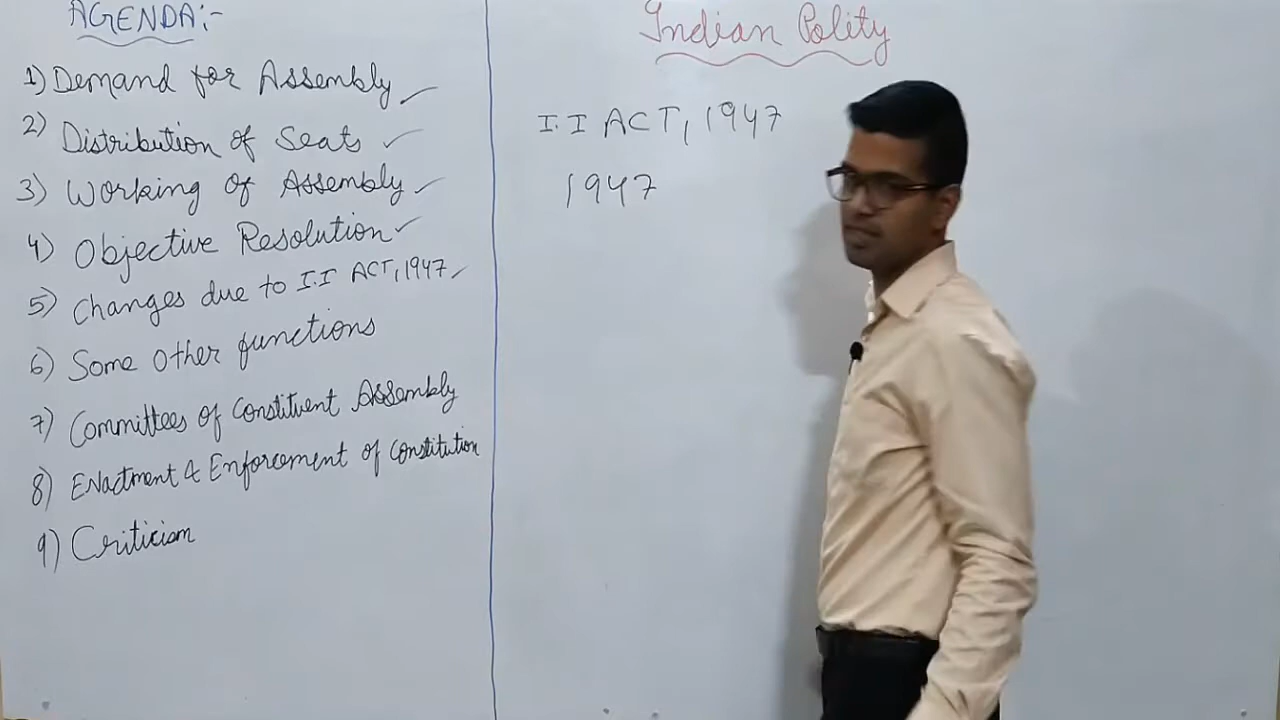 AGENDA:-
1) Demand for Assembly
2) Distribution of Seats
3) Working of Assembly
4) Objective Resolution
5) Changes due to I.I ACT, 1947
6) Some other functions
7) Committees of Constituent Assembly
8) Enactment & Enforcement of Constitution
9) Criticism
Indian Polity
I.I ACT, 1947
1947